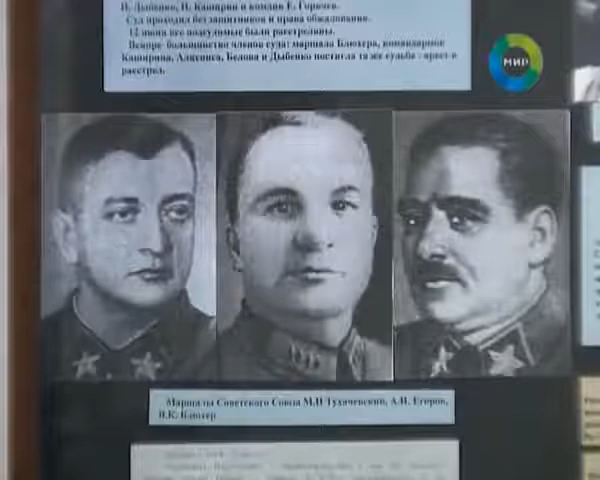 П. Дыбенко, Н. Каширин и комдив Е. Горячев.
Суд проходил без защитников и права обжалования.
12 июня все подсудимые были расстреляны.
Вскоре большинство членов суда: маршала Блюхера, командармов
Каширина, Алксниса, Белова и Дыбенко постигла та же судьба - арест и
расстрел.
МИР
Маршалы Советского Союза М.Н Тухачевский, А.И. Егоров,
В.К. Блюхер